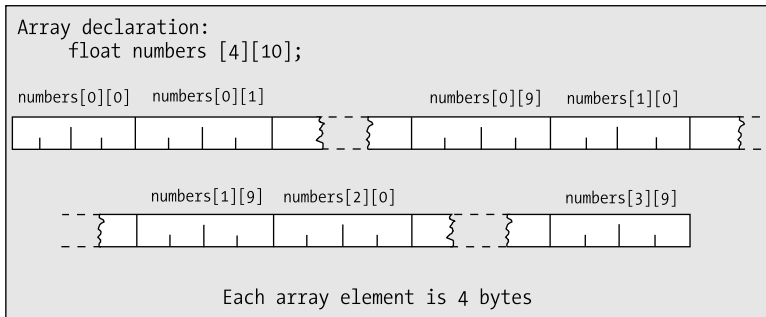 Array declaration:
float numbers [4][10];
numbers[0][0] numbers[0][1] numbers[0][9] numbers[1][0]
numbers[1][9] numbers[2][0] numbers[3][9]
Each array element is 4 bytes